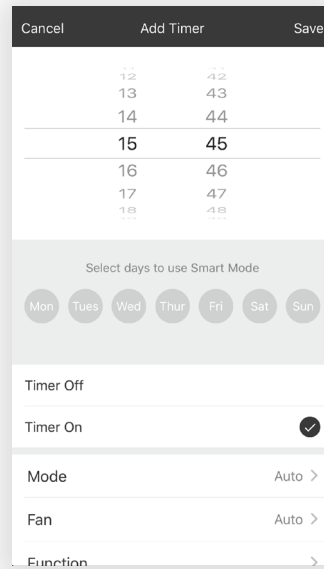 Cancel Add Timer Save
12 42
13 43
14 44
15 45
16 46
17 47
18 48
Select days to use Smart Mode
Mon Tues Wed Thur Fri Sat Sun
Timer Off
Timer On
Mode Auto >
Fan Auto >
Function >